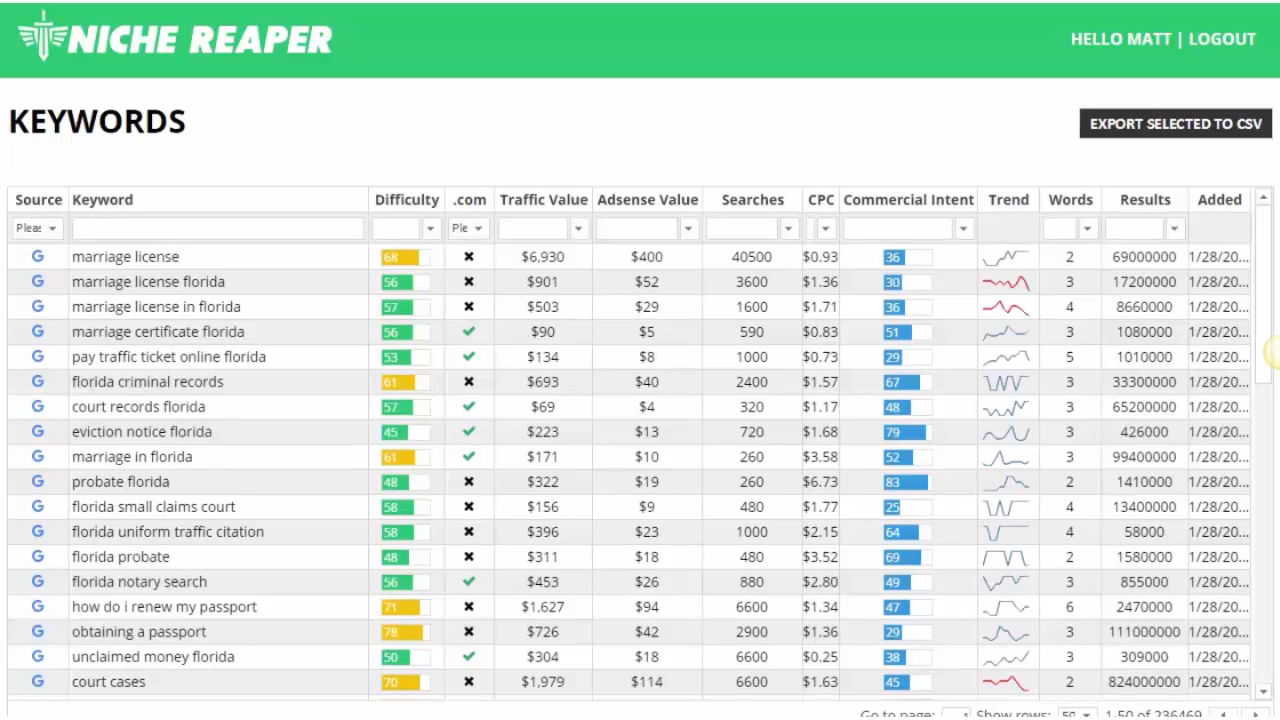 NICHE REAPER
HELLO MATT | LOGOUT
KEYWORDS
EXPORT SELECTED TO CSV
Source Keyword Difficulty .com Traffic Value Adsense Value Searches CPC Commercial Intent Trend Words Results Added
Pleas Ple
G marriage license 68 $6,930 $400 40500 $0.93 36 2 69000000 1/28/20...
G marriage license florida 56 $901 $52 3600 $1.36 30 3 17200000 1/28/20...
G marriage license in florida 57 $503 $29 1600 $1.71 36 4 8660000 1/28/20...
G marriage certificate florida 56 $90 $5 590 $0.83 51 3 1080000 1/28/20...
G pay traffic ticket online florida 53 $134 $8 1000 $0.73 29 5 1010000 1/28/20...
G florida criminal records 61 $693 $40 2400 $1.57 67 3 33300000 1/28/20...
G court records florida 57 $69 $4 320 $1.17 48 3 65200000 1/28/20...
G eviction notice florida 45 $223 $13 720 $1.68 79 3 426000 1/28/20...
G marriage in florida 61 $171 $10 260 $3.58 52 3 99400000 1/28/20...
G probate florida 48 $322 $19 260 $6.73 83 2 1410000 1/28/20...
G florida small claims court 58 $156 $9 480 $1.77 25 4 13400000 1/28/20...
G florida uniform traffic citation 58 $396 $23 1000 $2.15 64 4 58000 1/28/20...
G florida probate 48 $311 $18 480 $3.52 69 2 1580000 1/28/20...
G florida notary search 56 $453 $26 880 $2.80 49 3 855000 1/28/20...
G how do i renew my passport 71 $1,627 $94 6600 $1.34 47 6 2470000 1/28/20...
G obtaining a passport 78 $726 $42 2900 $1.36 29 3 111000000 1/28/20...
G unclaimed money florida 50 $304 $18 6600 $0.25 38 3 309000 1/28/20...
G court cases 70 $1,979 $114 6600 $1.63 45 2 824000000 1/28/20...
Go to page: 1 Show rows: 50 1-50 of 236469